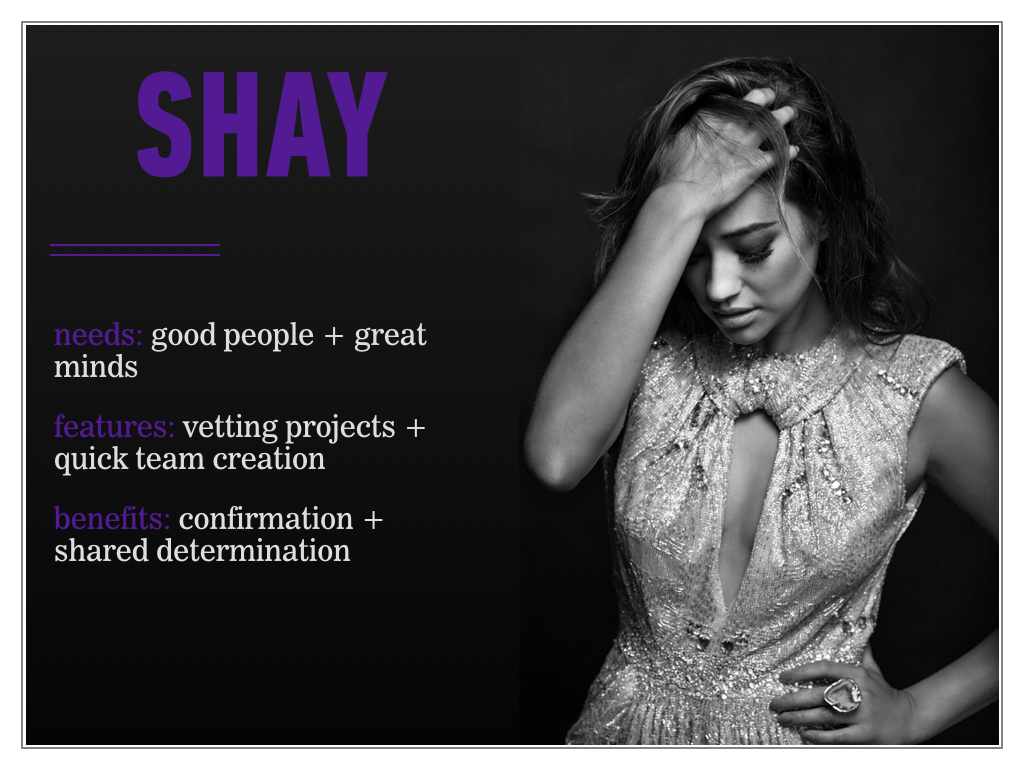 SHAY
needs: good people + great
minds
features: vetting projects +
quick team creation
benefits: confirmation +
shared determination